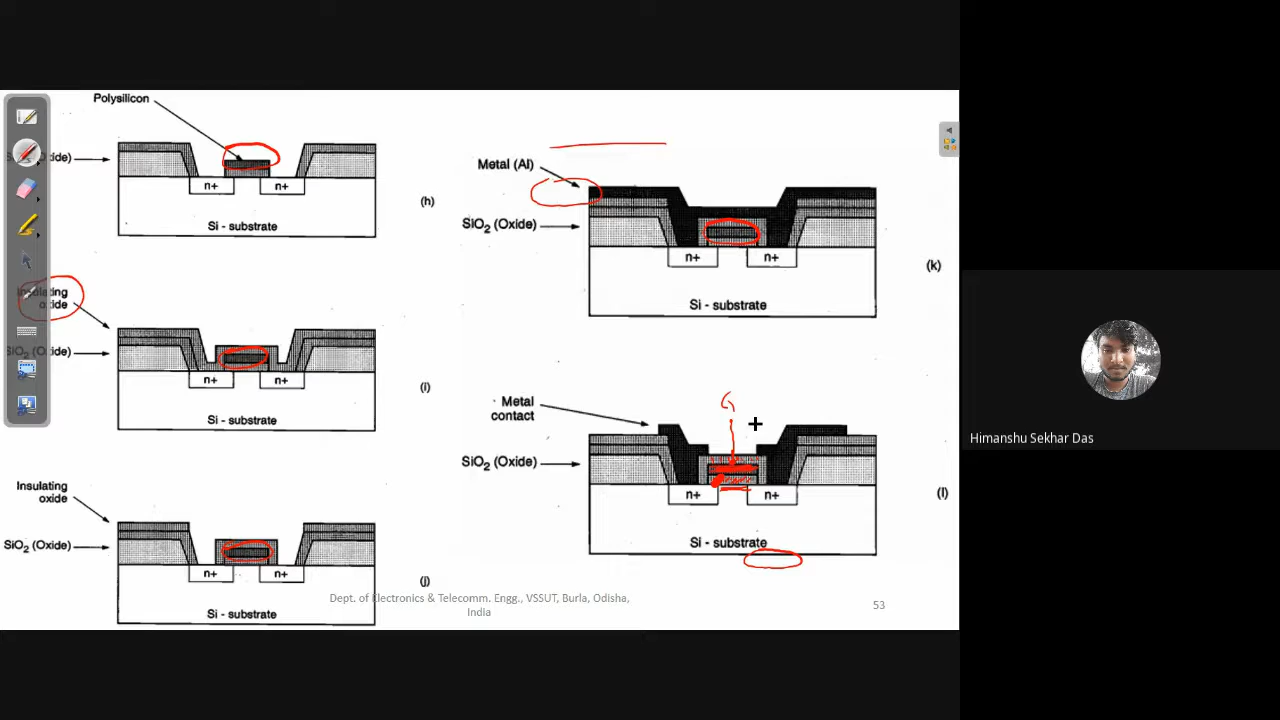 Polysilicon
n+
n+
Si - substrate
(h)
Insulating
oxide
SiO2 (Oxide)
n+
n+
Si - substrate
(i)
Insulating
oxide
SiO2 (Oxide)
n+
n+
Si - substrate
(j)
Metal (Al)
SiO2 (Oxide)
n+
n+
Si - substrate
(k)
Metal
contact
G
SiO2 (Oxide)
n+
n+
Si - substrate
(l)
Dept. of Electronics & Telecomm. Engg., VSSUT, Burla, Odisha,
India
53
Himanshu Sekhar Das